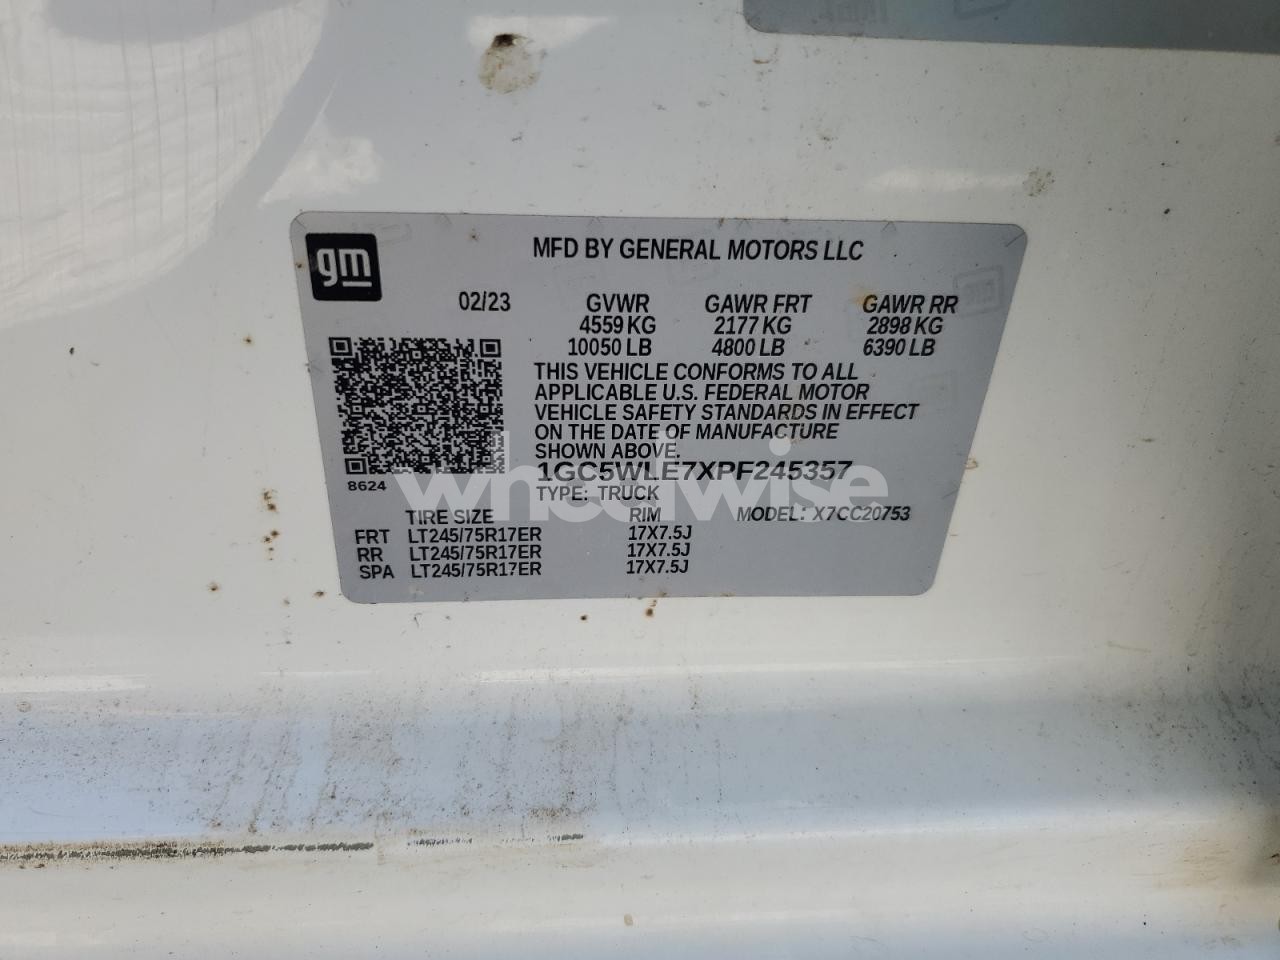 gm
MFD BY GENERAL MOTORS LLC
02/23 GVWR GAWR FRT GAWR RR
4559 KG 2177 KG 2898 KG
10050 LB 4800 LB 6390 LB
THIS VEHICLE CONFORMS TO ALL
APPLICABLE U.S. FEDERAL MOTOR
VEHICLE SAFETY STANDARDS IN EFFECT
ON THE DATE OF MANUFACTURE
SHOWN ABOVE.
1GC5WLE7XPF245357
8624
TYPE: TRUCK
wheelwise
TIRE SIZE RIM MODEL: X7CC20753
FRT LT245/75R17ER 17X7.5J
RR LT245/75R17ER 17X7.5J
SPA LT245/75R17ER 17X7.5J